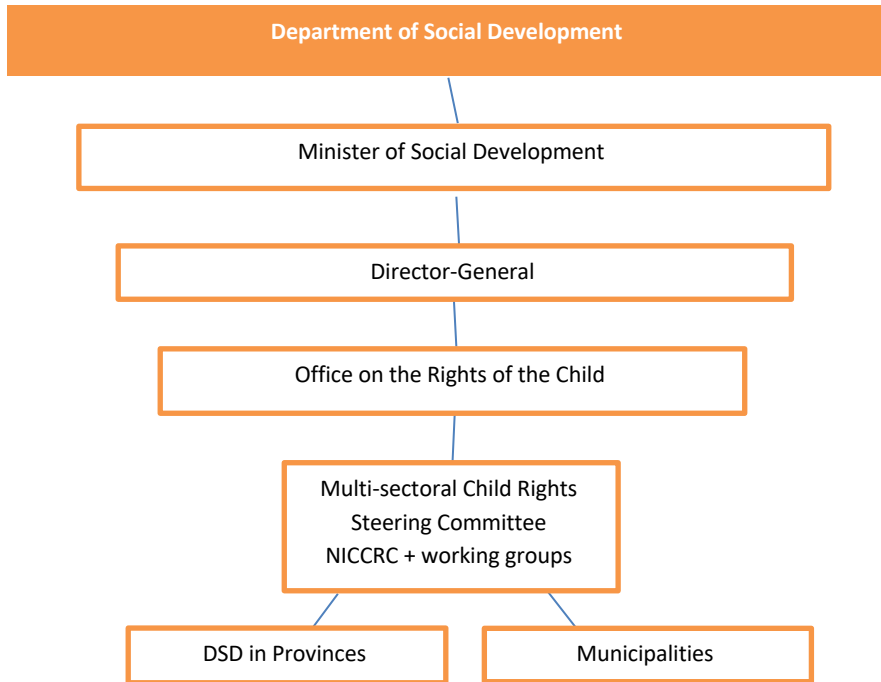 Department of Social Development
Minister of Social Development
Director-General
Office on the Rights of the Child
Multi-sectoral Child Rights
Steering Committee
NICCRC + working groups
DSD in Provinces
Municipalities